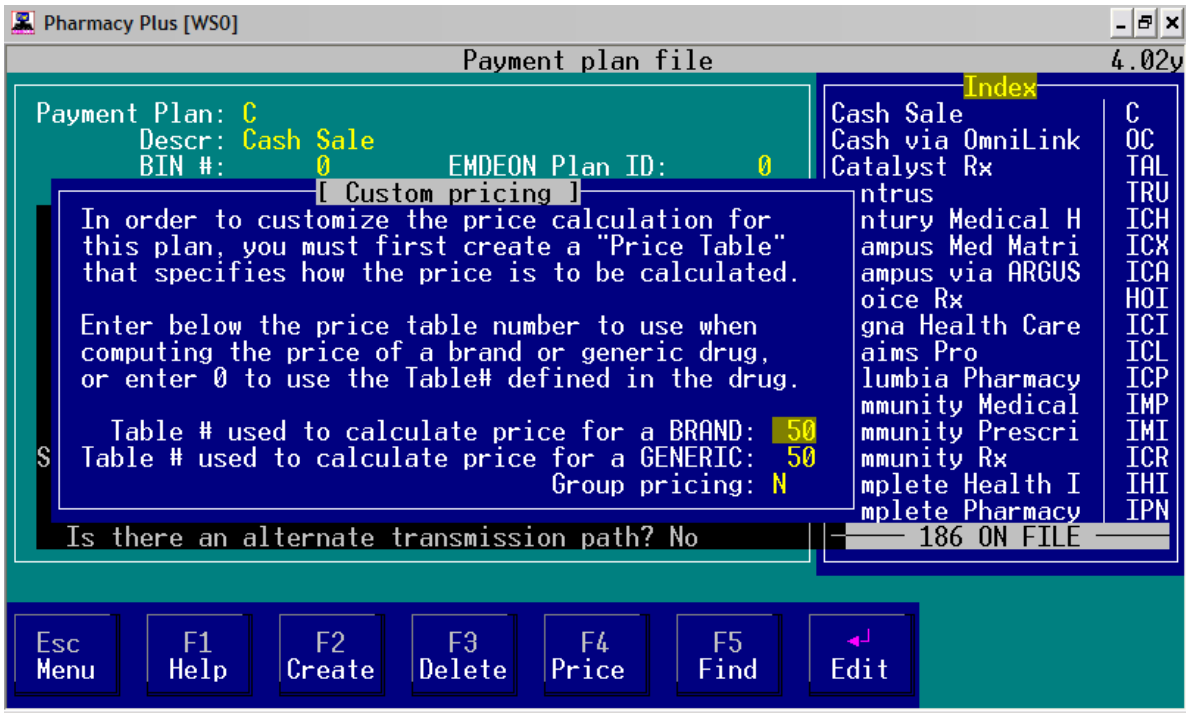 Pharmacy Plus [WS0]
Payment plan file 4.02y
Payment Plan: C
Descr: Cash Sale
BIN #: 0 EMDEON Plan ID: 0
[ Custom pricing ]
In order to customize the price calculation for
this plan, you must first create a "Price Table"
that specifies how the price is to be calculated.
Enter below the price table number to use when
computing the price of a brand or generic drug,
or enter 0 to use the Table# defined in the drug.
Table # used to calculate price for a BRAND: 50
S Table # used to calculate price for a GENERIC: 50
Group pricing: N
Is there an alternate transmission path? No
Index
Cash Sale C
Cash via OmniLink OC
Catalyst Rx TAL
ntrus TRU
ntury Medical H ICH
ampus Med Matri ICX
ampus via ARGUS ICA
oice Rx HOI
gna Health Care ICI
aims Pro ICL
lumbia Pharmacy ICP
mmunity Medical IMP
mmunity Prescri IMI
mmunity Rx ICR
mplete Health I IHI
mplete Pharmacy IPN
186 ON FILE
Esc Menu
F1 Help
F2 Create
F3 Delete
F4 Price
F5 Find
Edit